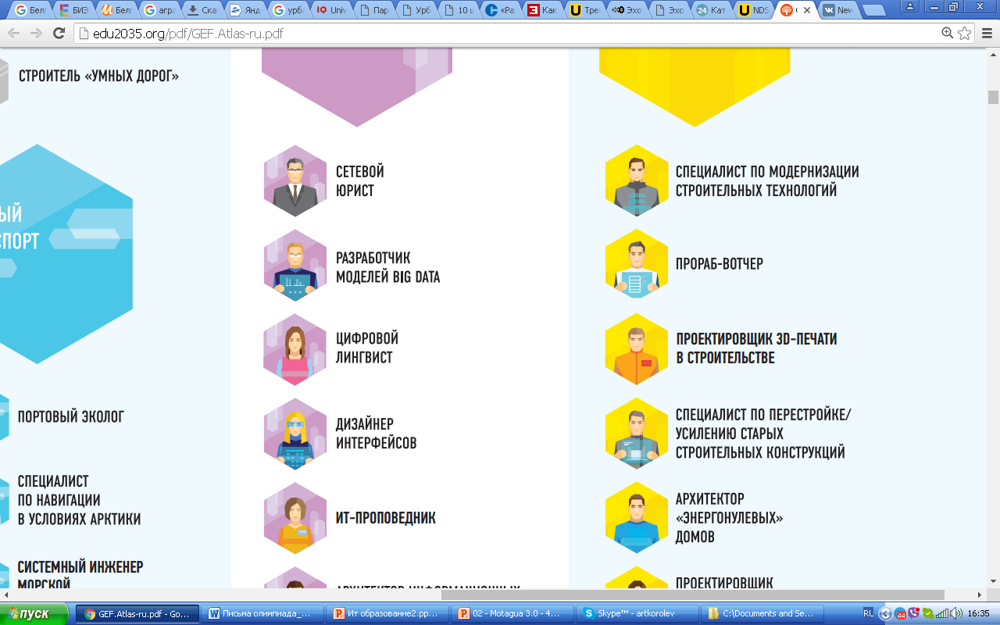 Бел
БИЭ
Бел
агра
Ска
Янд
урба
Univ
Пар
Урб
10 ш
«Ра
Как
Трен
Эхо
Эхо
Кат
NDS
New
edu2035.org/pdf/GEF.Atlas-ru.pdf
СТРОИТЕЛЬ «УМНЫХ ДОРОГ»
ЫЙ
СПОРТ
ПОРТОВЫЙ ЭКОЛОГ
СПЕЦИАЛИСТ
ПО НАВИГАЦИИ
В УСЛОВИЯХ АРКТИКИ
СИСТЕМНЫЙ ИНЖЕНЕР
МОРСКОЙ
СЕТЕВОЙ
ЮРИСТ
РАЗРАБОТЧИК
МОДЕЛЕЙ BIG DATA
ЦИФРОВОЙ
ЛИНГВИСТ
ДИЗАЙНЕР
ИНТЕРФЕЙСОВ
ИТ-ПРОПОВЕДНИК
АРХИТЕКТОР ИНФОРМАЦИОННЫХ
СПЕЦИАЛИСТ ПО МОДЕРНИЗАЦИИ
СТРОИТЕЛЬНЫХ ТЕХНОЛОГИЙ
ПРОРАБ-ВОТЧЕР
ПРОЕКТИРОВЩИК 3D-ПЕЧАТИ
В СТРОИТЕЛЬСТВЕ
СПЕЦИАЛИСТ ПО ПЕРЕСТРОЙКЕ/
УСИЛЕНИЮ СТАРЫХ
СТРОИТЕЛЬНЫХ КОНСТРУКЦИЙ
АРХИТЕКТОР
«ЭНЕРГОНУЛЕВЫХ»
ДОМОВ
ПРОЕКТИРОВЩИК
пуск
GEF.Atlas-ru.pdf - Go...
Письма олимпиада_...
Ит образование2.pp...
02 - Motagua 3.0 - 4...
Skype™ - artkorolev
C:\Documents and Se...
RL
44
16:35